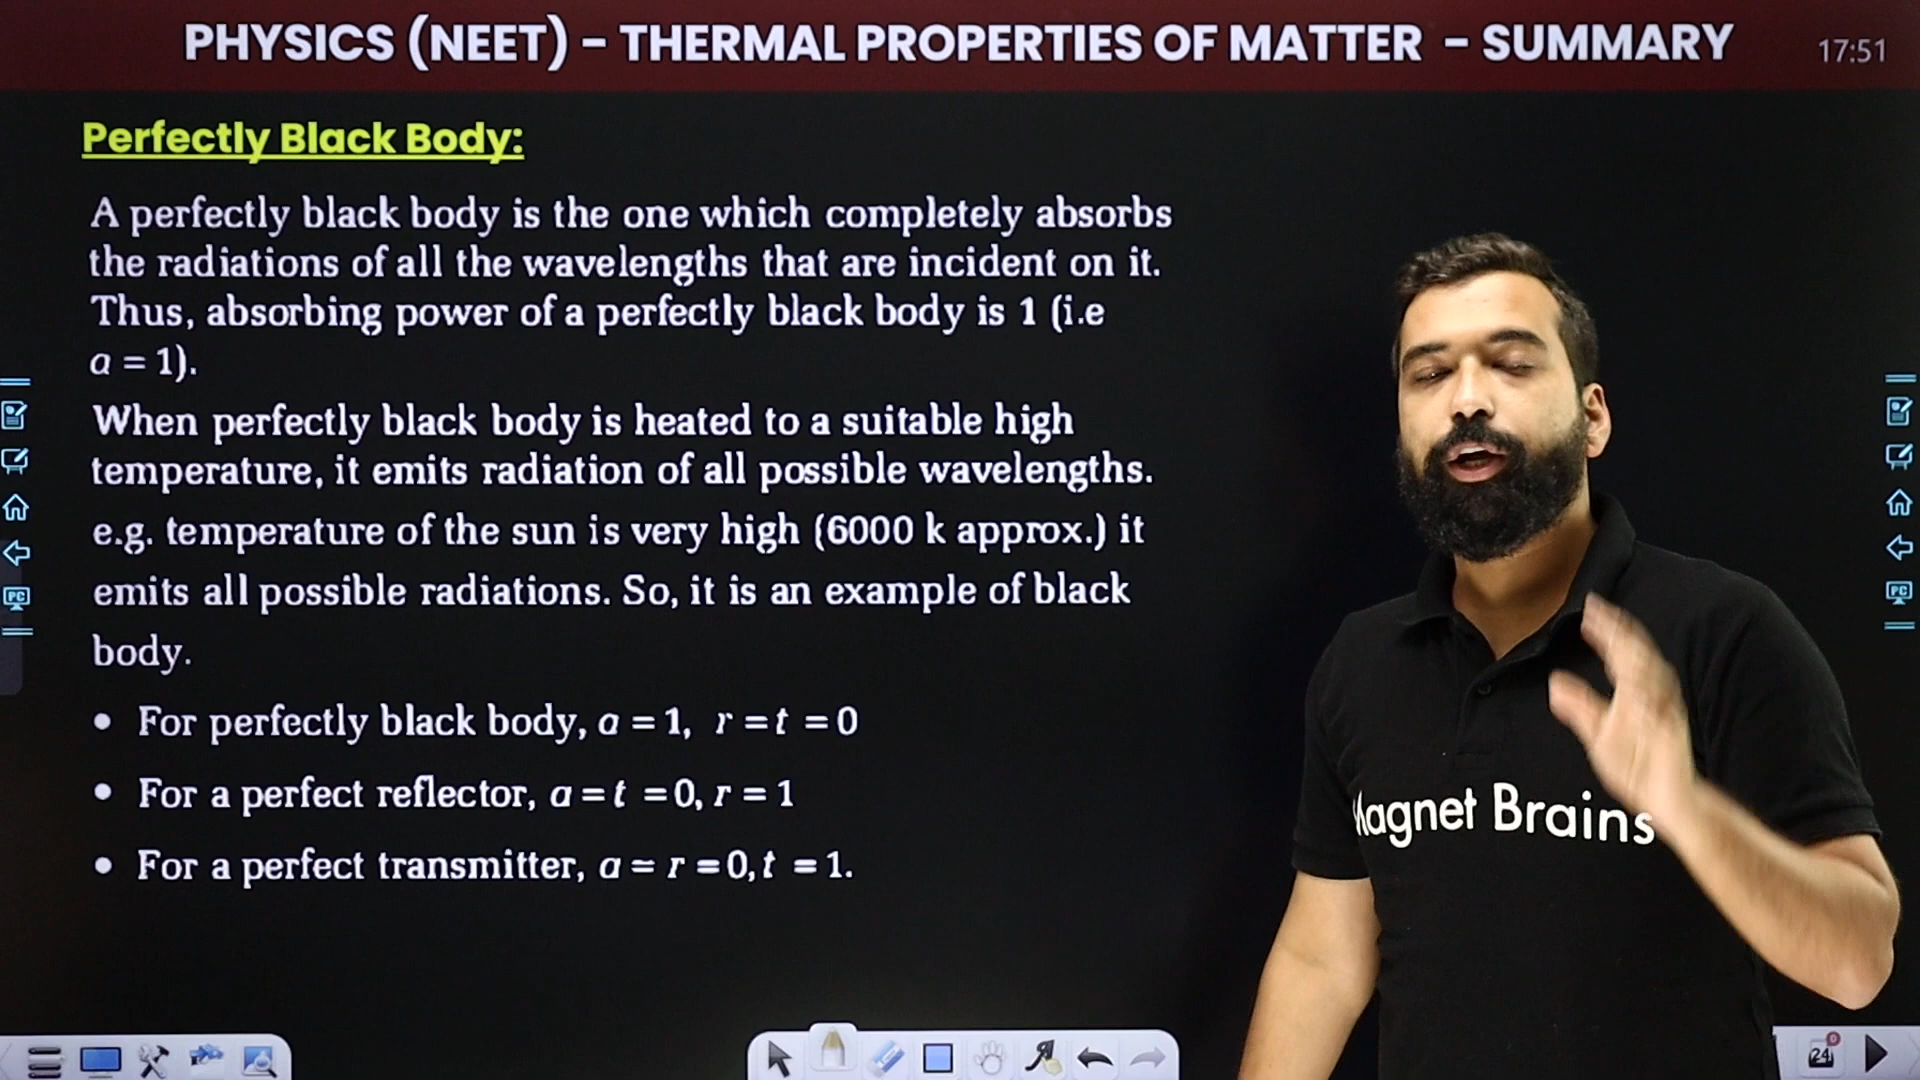 PHYSICS (NEET) – THERMAL PROPERTIES OF MATTER – SUMMARY
17:51
Perfectly Black Body:
A perfectly black body is the one which completely absorbs
the radiations of all the wavelengths that are incident on it.
Thus, absorbing power of a perfectly black body is 1 (i.e
a = 1).
When perfectly black body is heated to a suitable high
temperature, it emits radiation of all possible wavelengths.
e.g. temperature of the sun is very high (6000 k approx.) it
emits all possible radiations. So, it is an example of black
body.
• For perfectly black body, a = 1, r = t = 0
• For a perfect reflector, a = t = 0, r = 1
• For a perfect transmitter, a = r = 0, t = 1.
Magnet Brains
PC
PC
24
0